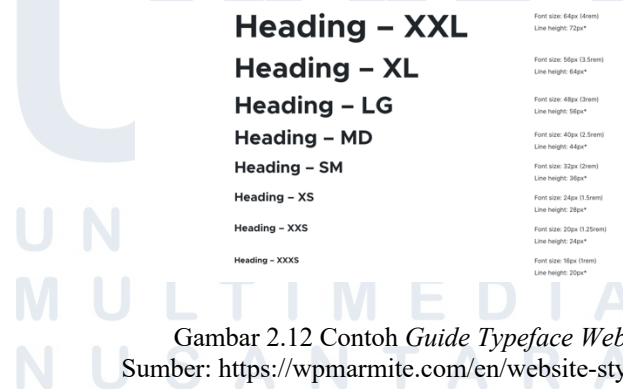 Heading – XXL
Font size: 64px (4rem)
Line height: 72px*
Heading – XL
Font size: 56px (3.5rem)
Line height: 64px*
Heading – LG
Font size: 48px (3rem)
Line height: 56px*
Heading – MD
Font size: 40px (2.5rem)
Line height: 44px*
Heading – SM
Font size: 32px (2rem)
Line height: 36px*
Heading – XS
Font size: 24px (1.5rem)
Line height: 28px*
Heading – XXS
Font size: 20px (1.25rem)
Line height: 24px*
Heading – XXXS
Font size: 16px (1rem)
Line height: 20px*
U N
M U L T I M E D I A
N U S A N T A R A
Gambar 2.12 Contoh Guide Typeface Web
Sumber: https://wpmarmite.com/en/website-sty